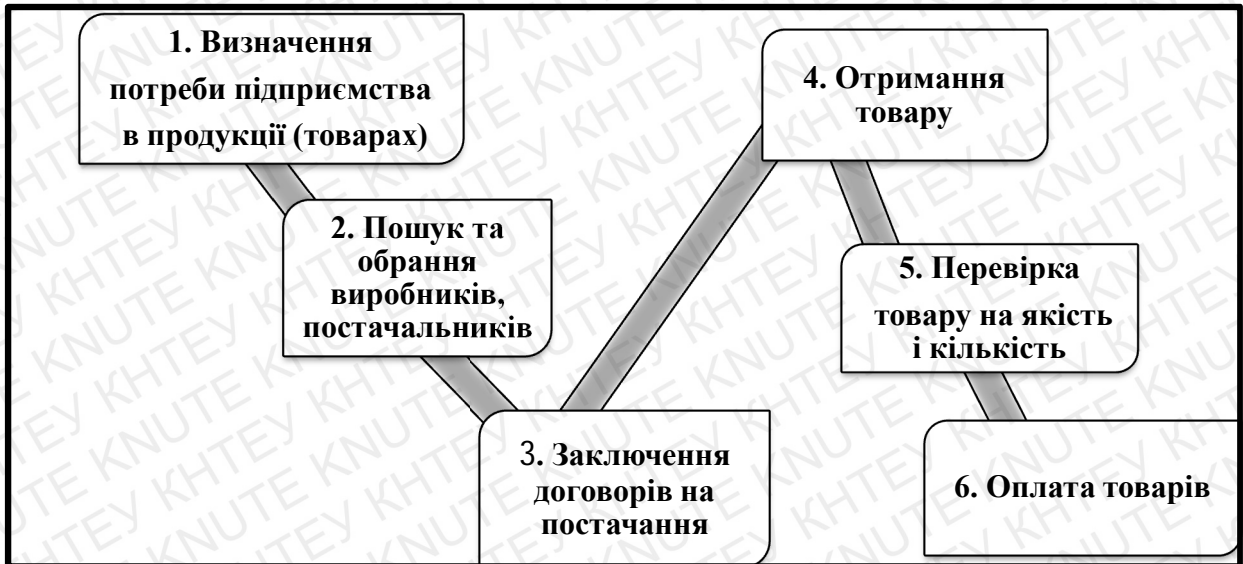 1. Визначення
потреби підприємства
в продукції (товарах)
2. Пошук та
обрання
виробників,
постачальників
3. Заключення
договорів на
постачання
4. Отримання
товару
5. Перевірка
товару на якість
і кількість
6. Оплата товарів